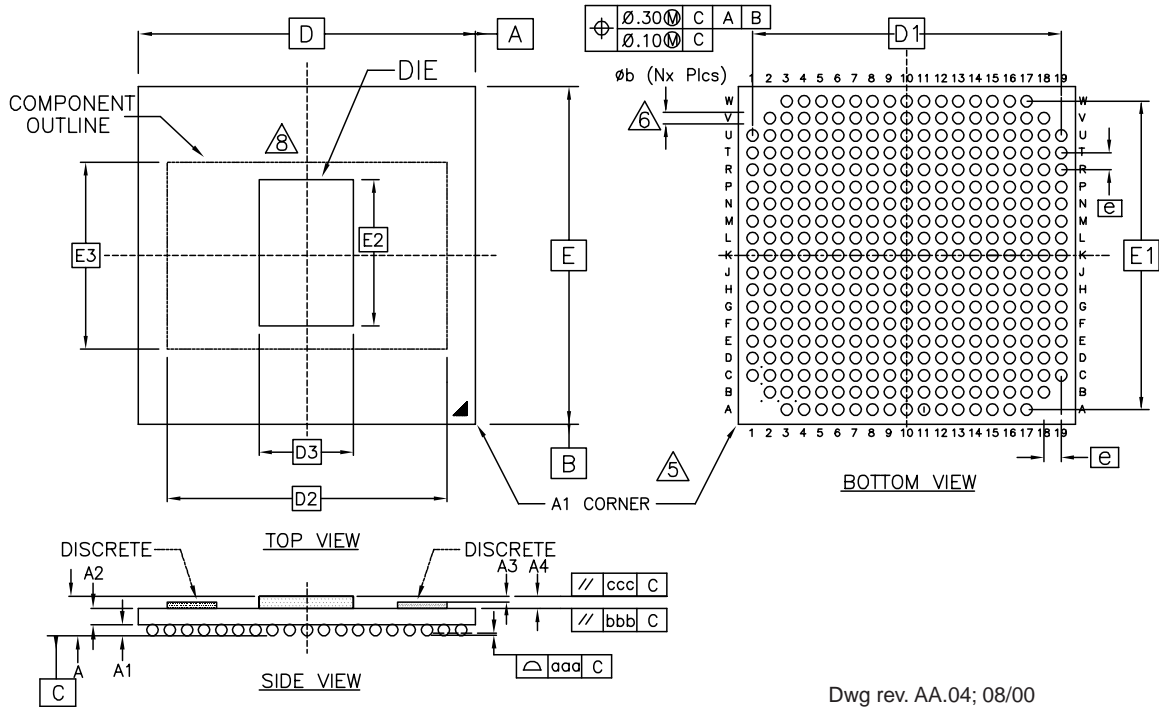 D
A
DIE
COMPONENT
OUTLINE
8
E3
E2
E
D3
B
D2
A1 CORNER
TOP VIEW
Ø.30Ⓜ C A B
Ø.10Ⓜ C
D1
øb (Nx Plcs)
6
1 2 3 4 5 6 7 8 9 10 11 12 13 14 15 16 17 18 19
W W
V V
U U
T T
R R
P P
N N
M M
L L
K K
J J
H H
G G
F F
E E
D D
C C
B B
A A
1 2 3 4 5 6 7 8 9 10 11 12 13 14 15 16 17 18 19
e
E1
e
5
BOTTOM VIEW
DISCRETE
DISCRETE
A2
A3
A4
// ccc C
// bbb C
A
A1
aaa C
C
SIDE VIEW
Dwg rev. AA.04; 08/00